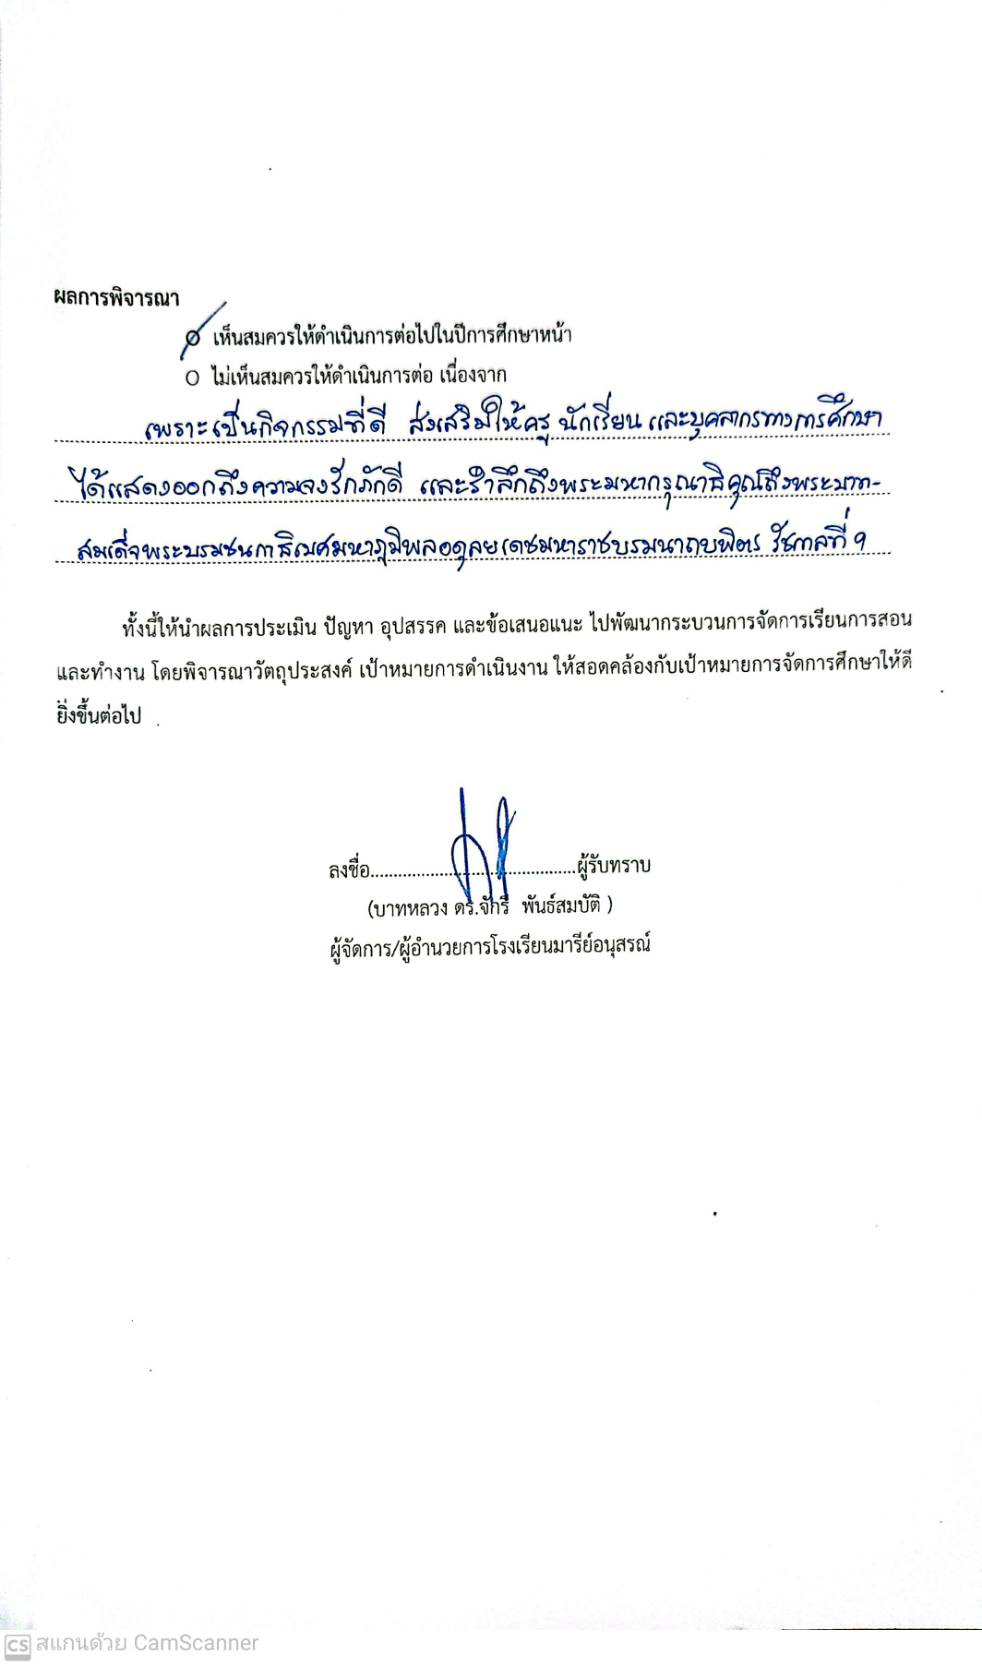 ผลการพิจารณา
เห็นสมควรให้ดำเนินการต่อไปในปีการศึกษาหน้า
O ไม่เห็นสมควรให้ดำเนินการต่อ เนื่องจาก
เพราะเป็นกิจกรรมที่ดี ส่งเสริมให้ครู นักเรียน และบุคลากรทางการศึกษา
ได้แสดงออกถึงความจงรักภักดี และรำลึกถึงพระมหากรุณาธิคุณถึงพระบาท-
สมเด็จพระบรมชนกาธิเบศมหาภูมิพลอดุลยเดชมหาราชบรมนาถบพิตร รัชกาลที่ ๑
ทั้งนี้ให้นำผลการประเมิน ปัญหา อุปสรรค และข้อเสนอแนะ ไปพัฒนากระบวนการจัดการเรียนการสอน
และทำงาน โดยพิจารณาวัตถุประสงค์ เป้าหมายการดำเนินงาน ให้สอดคล้องกับเป้าหมายการจัดการศึกษาให้ดี
ยิ่งขึ้นต่อไป
ลงชื่อ........................................ผู้รับทราบ
(บาทหลวง ดร.จักรี พันธ์สมบัติ )
ผู้จัดการ/ผู้อำนวยการโรงเรียนมารีย์อนุสรณ์
CS สแกนด้วย CamScanner